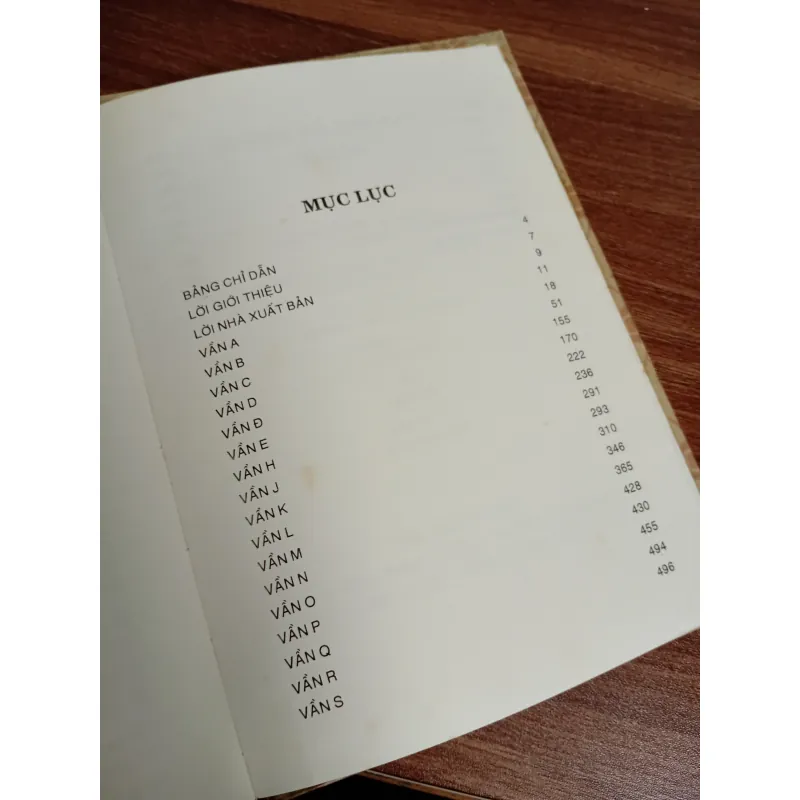 MỤC LỤC
BẢNG CHỈ DẪN 4
LỜI GIỚI THIỆU 7
LỜI NHÀ XUẤT BẢN 9
VẦN A 11
VẦN B 18
VẦN C 51
VẦN D 155
VẦN Đ 170
VẦN E 222
VẦN H 236
VẦN J 291
VẦN K 293
VẦN L 310
VẦN M 346
VẦN N 365
VẦN O 428
VẦN P 430
VẦN Q 455
VẦN R 494
VẦN S 496